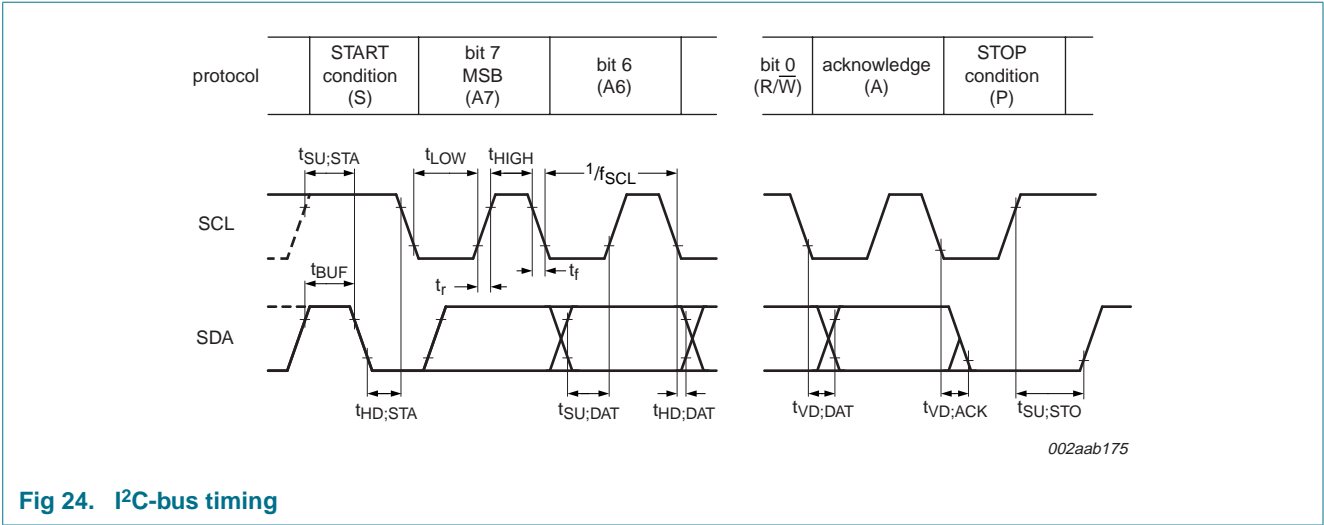 protocol
START
condition
(S)
bit 7
MSB
(A7)
bit 6
(A6)
bit 0
(R/W̅)
acknowledge
(A)
STOP
condition
(P)
tSU;STA
tLOW
tHIGH
1/fSCL
SCL
tBUF
tr
tf
SDA
tHD;STA
tSU;DAT
tHD;DAT
tVD;DAT
tVD;ACK
tSU;STO
002aab175
Fig 24. I²C-bus timing